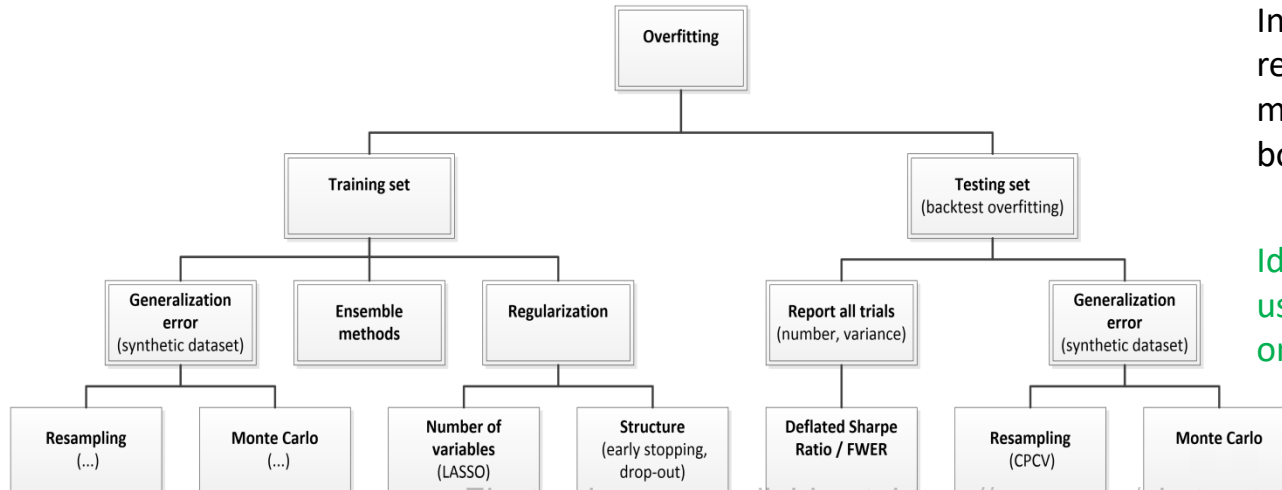 Overfitting
Training set
Testing set
(backtest overfitting)
Generalization
error
(synthetic dataset)
Ensemble
methods
Regularization
Report all trials
(number, variance)
Generalization
error
(synthetic dataset)
Resampling
(...)
Monte Carlo
(...)
Number of
variables
(LASSO)
Structure
(early stopping,
drop-out)
Deflated Sharpe
Ratio / FWER
Resampling
(CPCV)
Monte Carlo